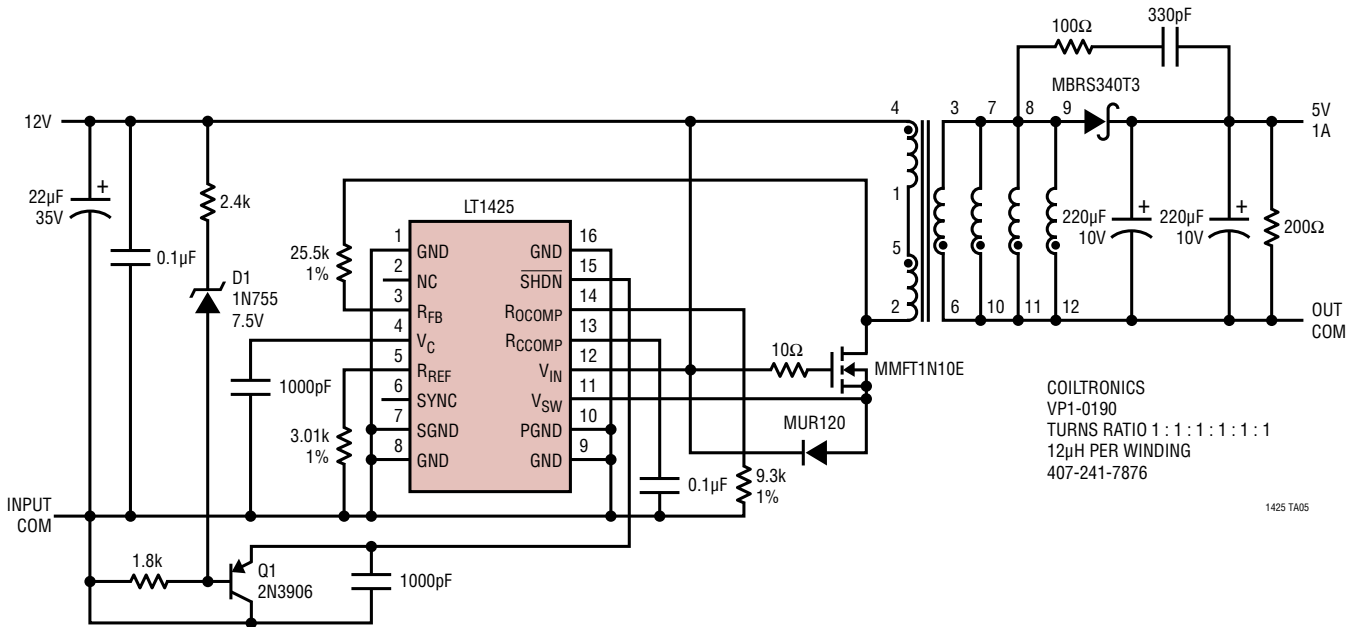 330pF
100Ω
MBRS340T3
4
3
7
8
9
12V
5V
1A
LT1425
22µF
35V
+
2.4k
0.1µF
D1
1N755
7.5V
25.5k
1%
1
GND
2
NC
3
RFB
4
VC
5
RREF
6
SYNC
7
SGND
8
GND
16
GND
15
SHDN
14
ROCOMP
13
RCCOMP
12
VIN
11
VSW
10
PGND
9
GND
1
5
2
6
10
11
12
220µF
10V
+
220µF
10V
+
200Ω
OUT
COM
10Ω
MMFT1N10E
MUR120
1000pF
3.01k
1%
0.1µF
9.3k
1%
COILTRONICS
VP1-0190
TURNS RATIO 1 : 1 : 1 : 1 : 1 : 1
12µH PER WINDING
407-241-7876
1425 TA05
INPUT
COM
1.8k
Q1
2N3906
1000pF